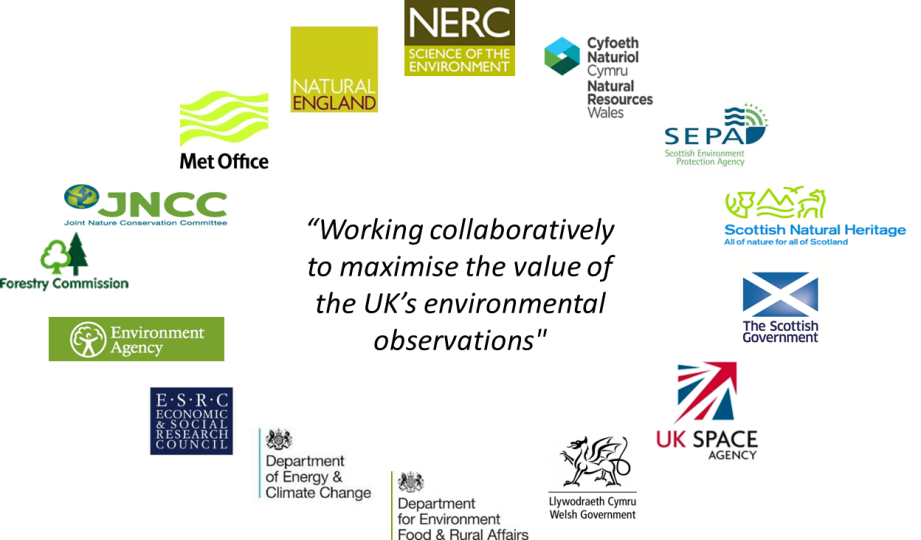 NERC
SCIENCE OF THE
ENVIRONMENT
NATURAL
ENGLAND
Cyfoeth
Naturiol
Cymru
Natural
Resources
Wales
Met Office
SEPA
Scottish Environment
Protection Agency
JNCC
Joint Nature Conservation Committee
Scottish Natural Heritage
All of nature for all of Scotland
“Working collaboratively
to maximise the value of
the UK’s environmental
observations"
Forestry Commission
The Scottish
Government
Environment
Agency
UK SPACE
AGENCY
E·S·R·C
ECONOMIC
& SOCIAL
RESEARCH
COUNCIL
Department
of Energy &
Climate Change
Department
for Environment
Food & Rural Affairs
Llywodraeth Cymru
Welsh Government